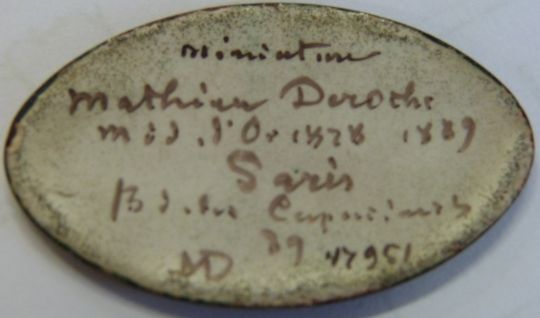 Miniature
Mathieu Deroche
Méd. d'Or 1878 1889
Paris
Bd. des Capucines
39 47951